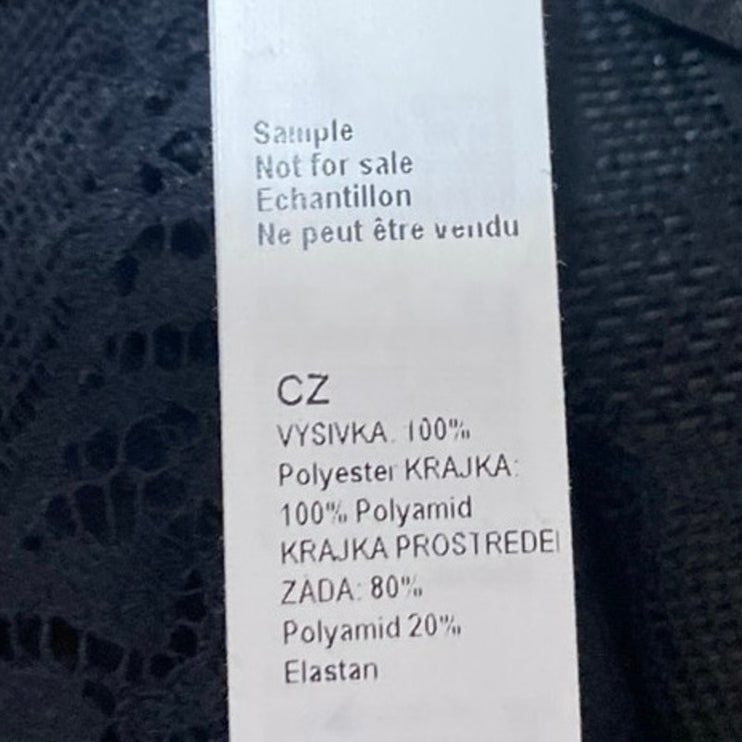 Sample
Not for sale
Echantillon
Ne peut être vendu
CZ
VYSIVKA. 100%
Polyester KRAJKA:
100% Polyamid
KRAJKA PROSTREDEI
ZADA: 80%
Polyamid 20%
Elastan